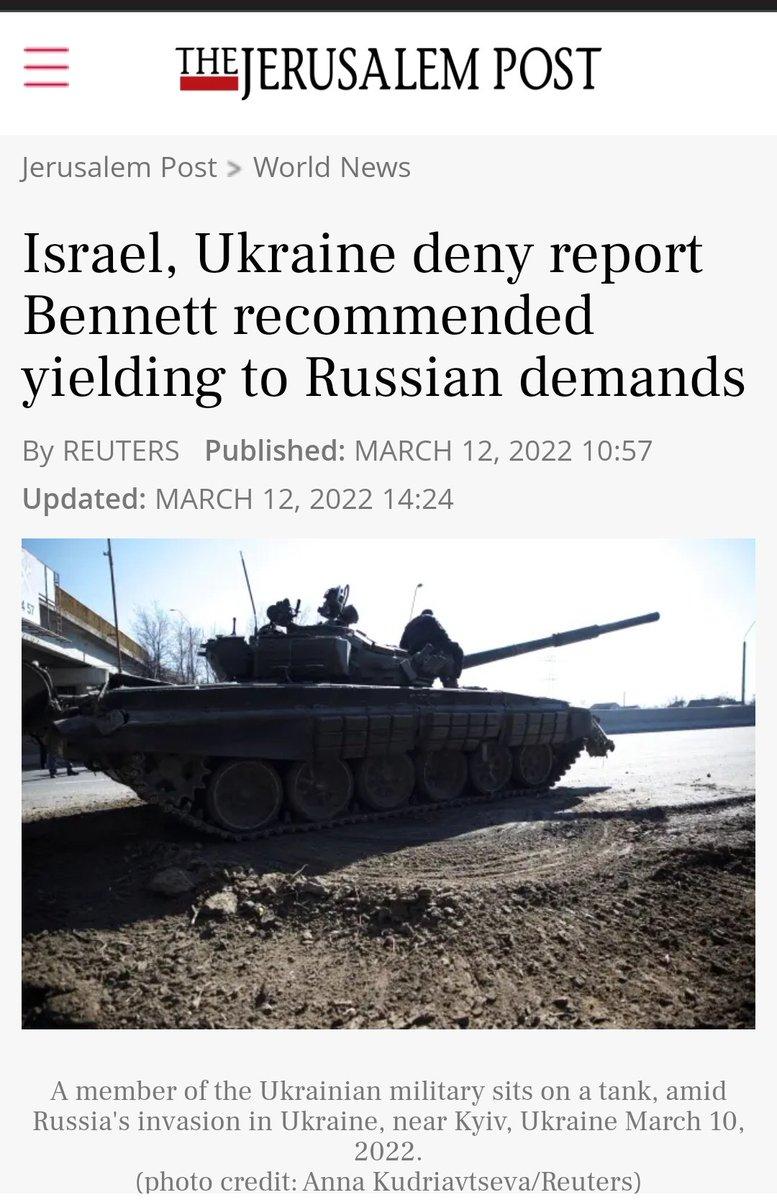 THE JERUSALEM POST
Jerusalem Post > World News
Israel, Ukraine deny report
Bennett recommended
yielding to Russian demands
By REUTERS Published: MARCH 12, 2022 10:57
Updated: MARCH 12, 2022 14:24
57
A member of the Ukrainian military sits on a tank, amid
Russia's invasion in Ukraine, near Kyiv, Ukraine March 10,
2022.
(photo credit: Anna Kudriavtseva/Reuters)